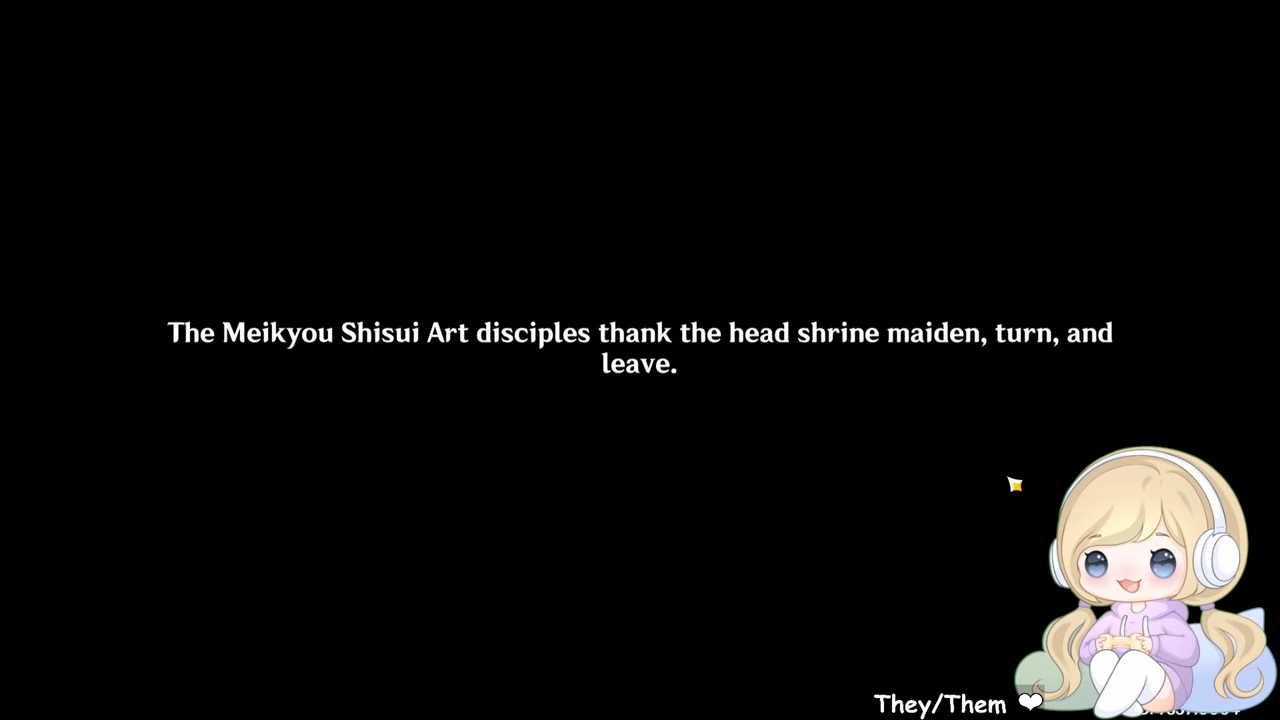 The Meikyou Shisui Art disciples thank the head shrine maiden, turn, and
leave.
They/Them ❤